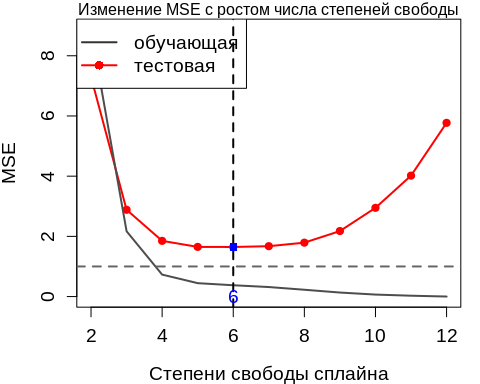 Изменение MSE с ростом числа степеней свободы
обучающая
тестовая
MSE
8
6
4
2
0
6
2 4 6 8 10 12
Степени свободы сплайна